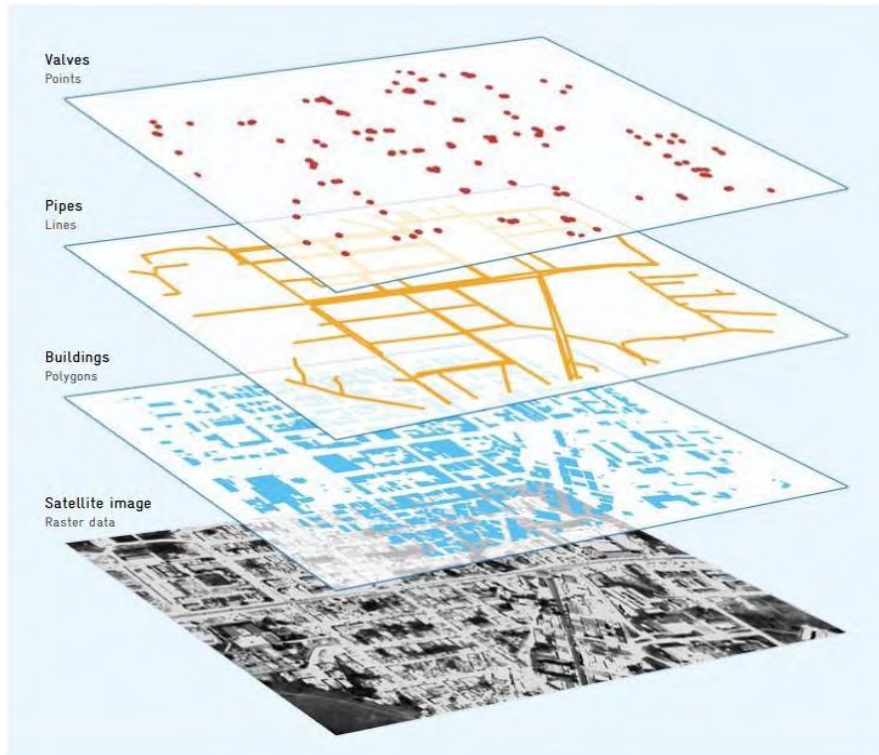 Valves
Points
Pipes
Lines
Buildings
Polygons
Satellite image
Raster data